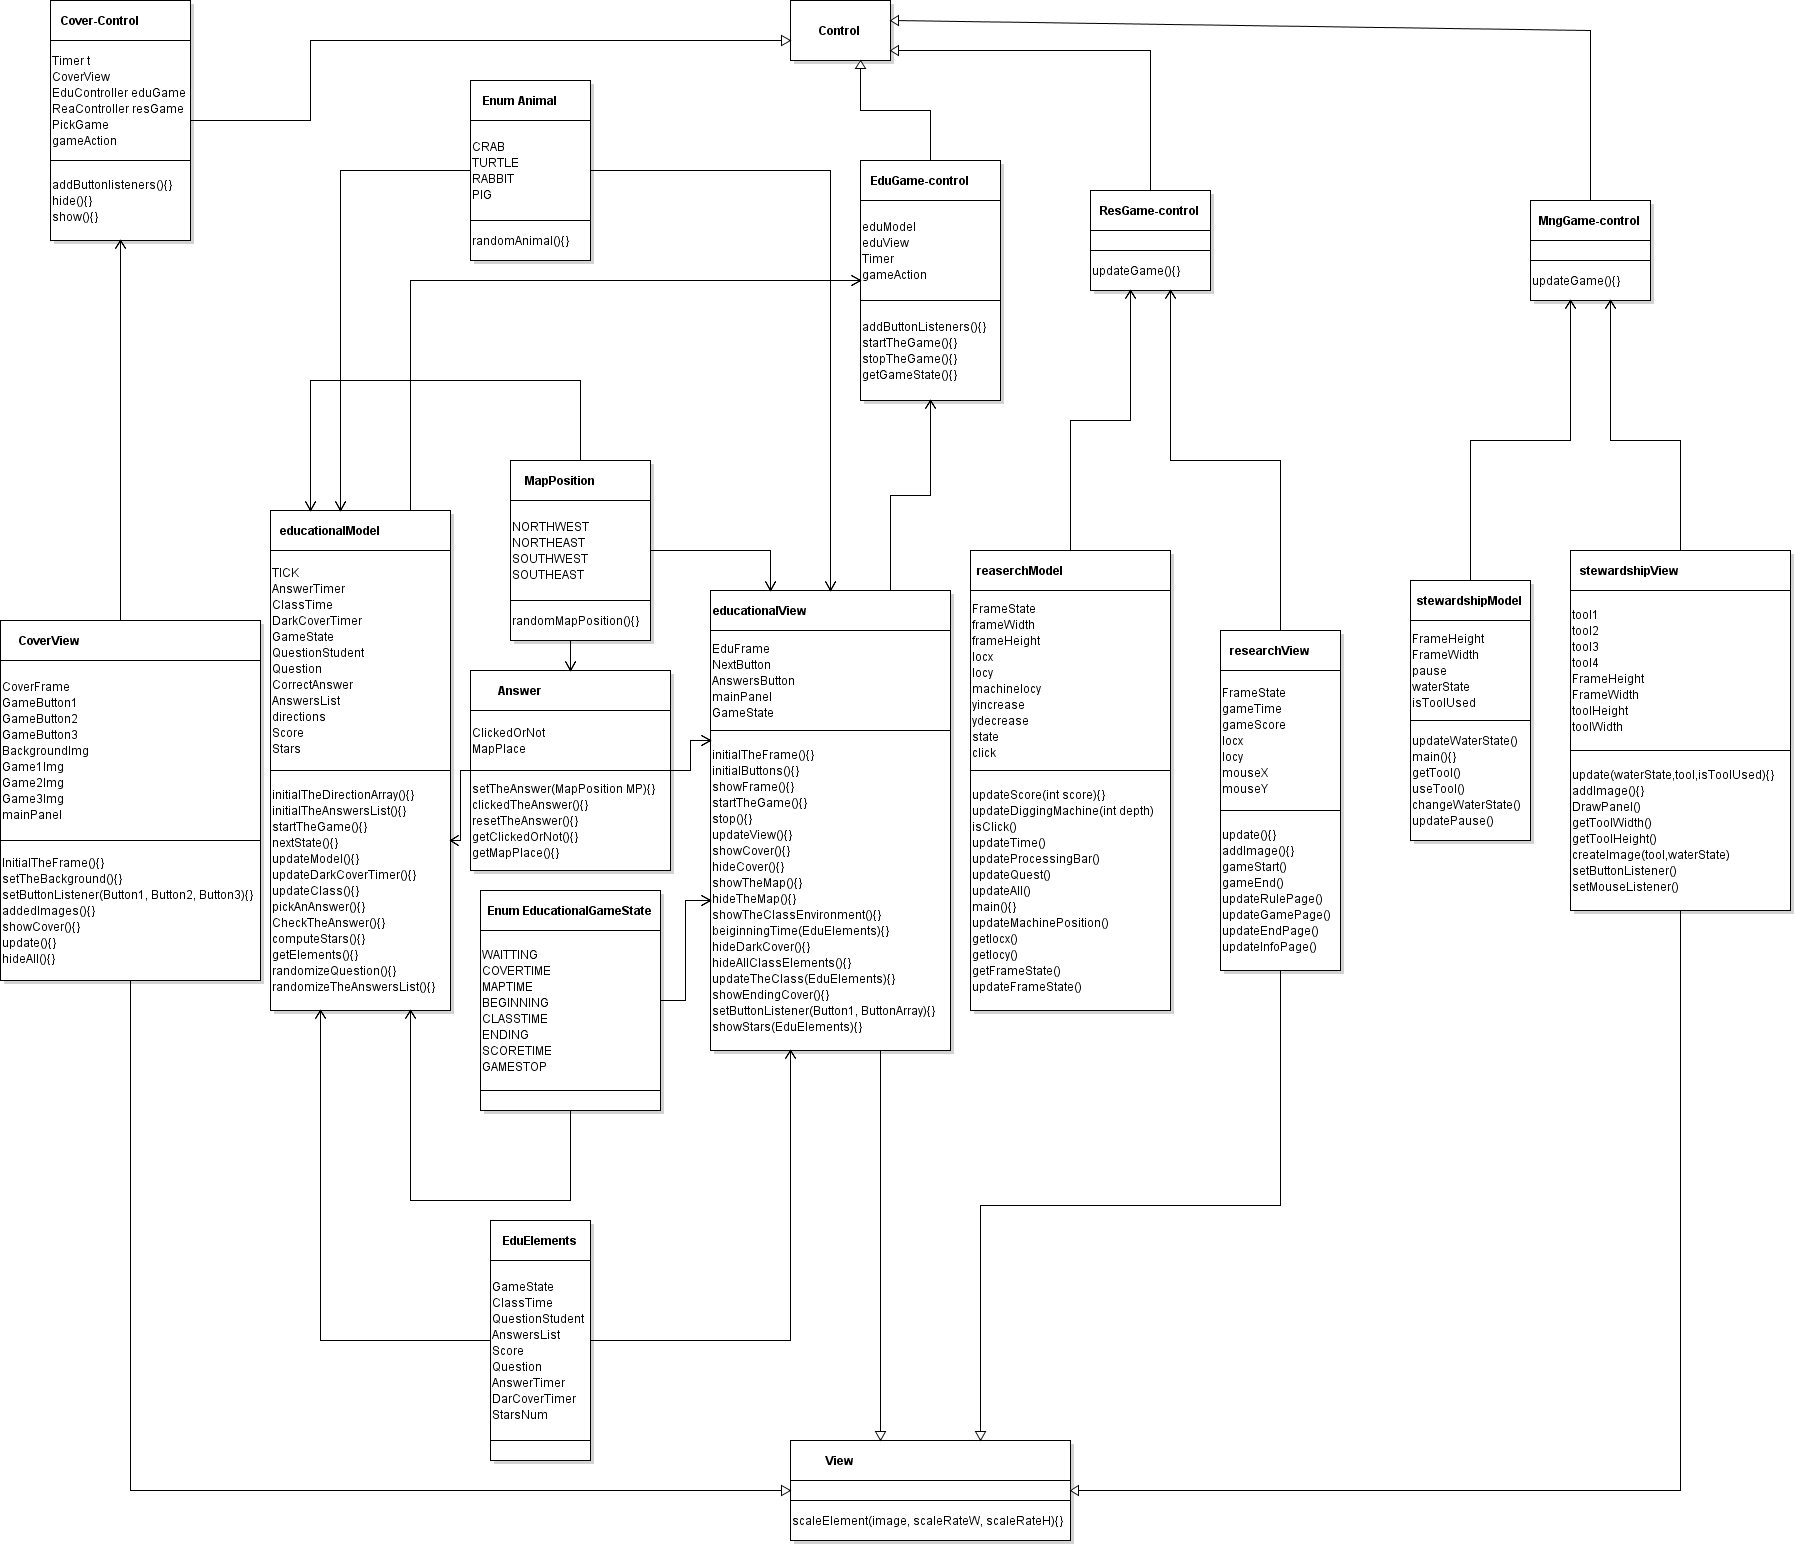 Cover-Control
Timer t
CoverView
EduController eduGame
ReaController resGame
PickGame
gameAction
addButtonlisteners(){}
hide(){}
show(){}
Control
Enum Animal
CRAB
TURTLE
RABBIT
PIG
randomAnimal(){}
EduGame-control
eduModel
eduView
Timer
gameAction
addButtonListeners(){}
startTheGame(){}
stopTheGame(){}
getGameState(){}
ResGame-control
updateGame(){}
MngGame-control
updateGame(){}
MapPosition
NORTHWEST
NORTHEAST
SOUTHWEST
SOUTHEAST
randomMapPosition(){}
educationalModel
TICK
AnswerTimer
ClassTime
DarkCoverTimer
GameState
QuestionStudent
Question
CorrectAnswer
AnswersList
directions
Score
Stars
initialTheDirectionArray(){}
initialTheAnswersList(){}
startTheGame(){}
nextState(){}
updateModel(){}
updateDarkCoverTimer(){}
updateClass(){}
pickAnAnswer(){}
CheckTheAnswer(){}
computeStars(){}
getElements(){}
randomizeQuestion(){}
randomizeTheAnswersList(){}
CoverView
CoverFrame
GameButton1
GameButton2
GameButton3
BackgroundImg
Game1Img
Game2Img
Game3Img
mainPanel
InitialTheFrame(){}
setTheBackground(){}
setButtonListener(Button1, Button2, Button3){}
addedImages(){}
showCover(){}
update(){}
hideAll(){}
Answer
ClickedOrNot
MapPlace
setTheAnswer(MapPosition MP){}
clickedTheAnswer(){}
resetTheAnswer(){}
getClickedOrNot(){}
getMapPlace(){}
educationalView
EduFrame
NextButton
AnswersButton
mainPanel
GameState
initialTheFrame(){}
initialButtons(){}
showFrame(){}
startTheGame(){}
stop(){}
updateView(){}
showCover(){}
hideCover(){}
showTheMap(){}
hideTheMap(){}
showTheClassEnvironment(){}
beiginningTime(EduElements){}
hideDarkCover(){}
hideAllClassElements(){}
updateTheClass(EduElements){}
showEndingCover(){}
setButtonListener(Button1, ButtonArray){}
showStars(EduElements){}
Enum EducationalGameState
WAITTING
COVERTIME
MAPTIME
BEGINNING
CLASSTIME
ENDING
SCORETIME
GAMESTOP
reaserchModel
FrameState
frameWidth
frameHeight
locx
locy
machinelocy
yincrease
ydecrease
state
click
updateScore(int score){}
updateDiggingMachine(int depth)
isClick()
updateTime()
updateProcessingBar()
updateQuest()
updateAll()
main(){}
updateMachinePosition()
getlocx()
getlocy()
getFrameState()
updateFrameState()
researchView
FrameState
gameTime
gameScore
locx
locy
mouseX
mouseY
update(){}
addImage(){}
gameStart()
gameEnd()
updateRulePage()
updateGamePage()
updateEndPage()
updateInfoPage()
stewardshipModel
FrameHeight
FrameWidth
pause
waterState
isToolUsed
updateWaterState()
main(){}
getTool()
useTool()
changeWaterState()
updatePause()
stewardshipView
tool1
tool2
tool3
tool4
FrameHeight
FrameWidth
toolHeight
toolWidth
update(waterState,tool,isToolUsed){}
addImage(){}
DrawPanel()
getToolWidth()
getToolHeight()
createImage(tool,waterState)
setButtonListener()
setMouseListener()
EduElements
GameState
ClassTime
QuestionStudent
AnswersList
Score
Question
AnswerTimer
DarCoverTimer
StarsNum
View
scaleElement(image, scaleRateW, scaleRateH){}